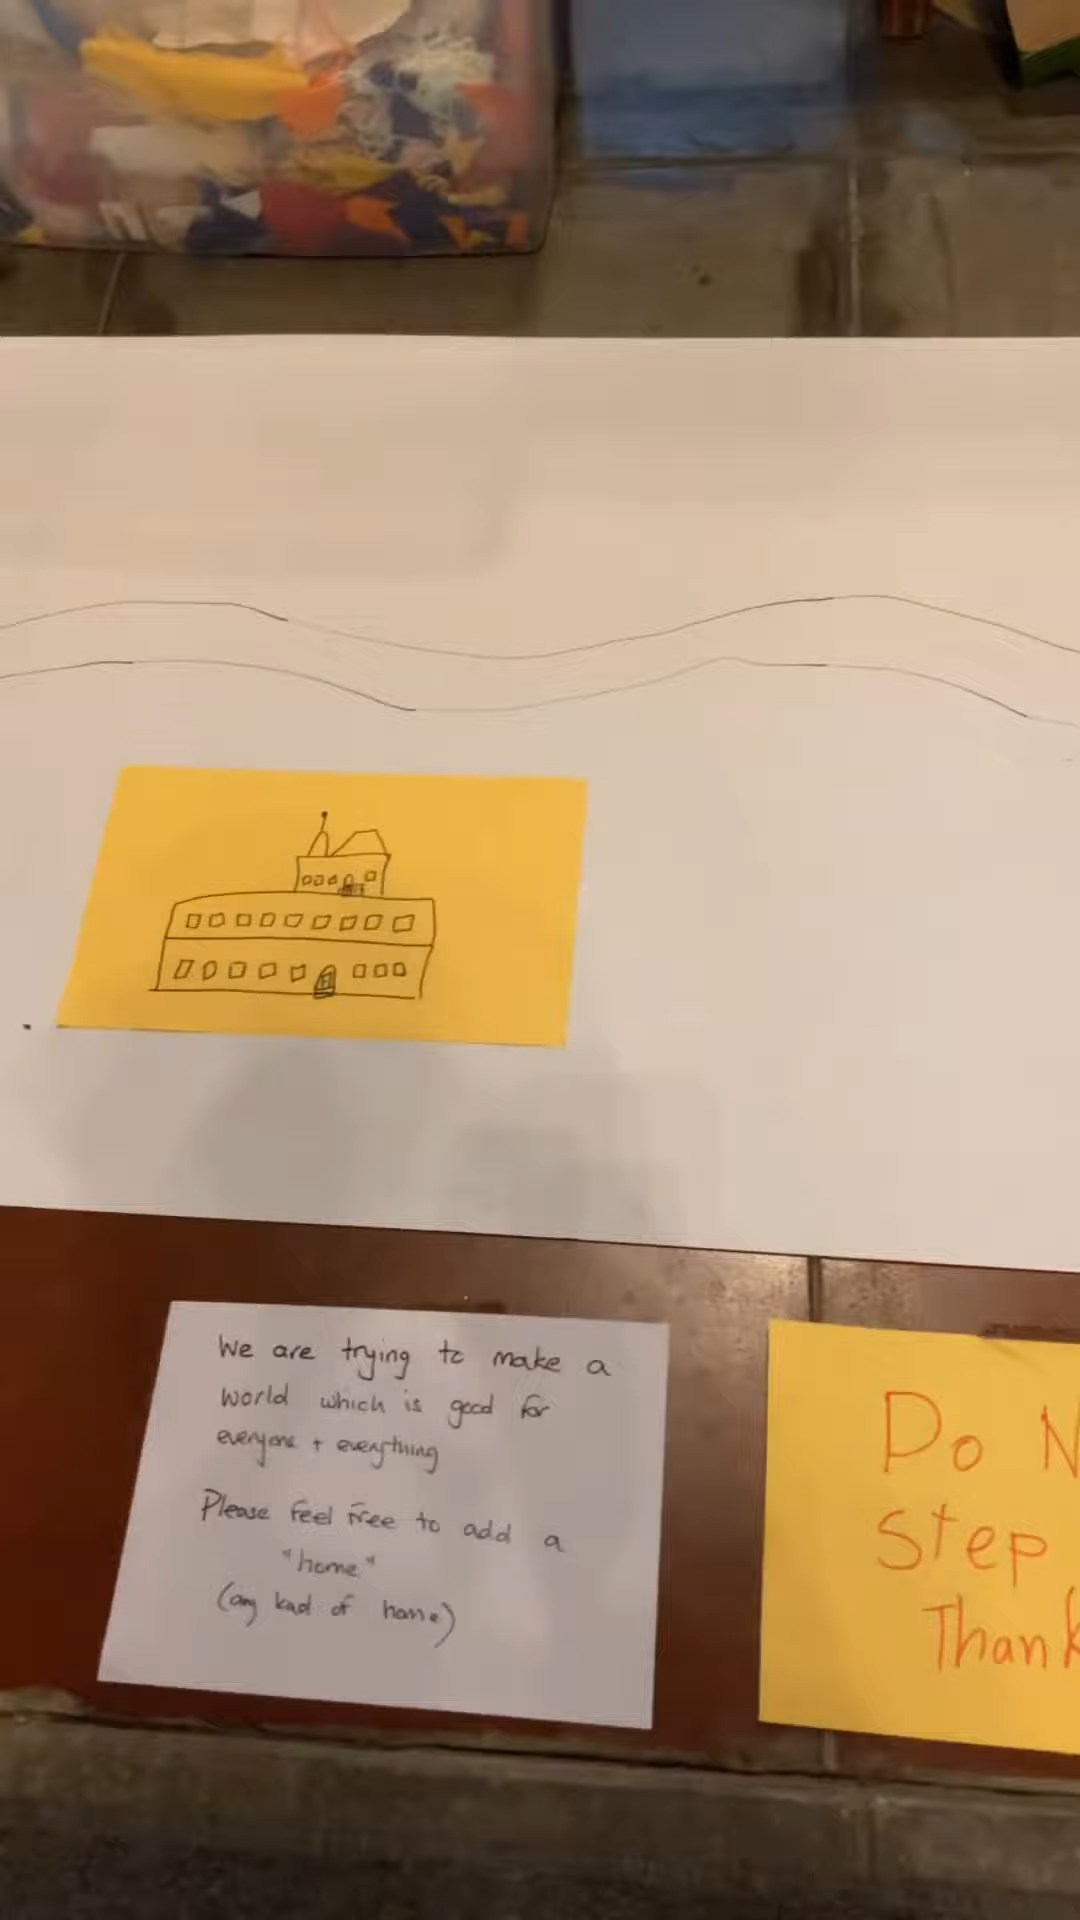 We are trying to make a
world which is good for
everyone + everything
Please feel free to add a
"home"
(any kind of home)
Do N
Step
Thank